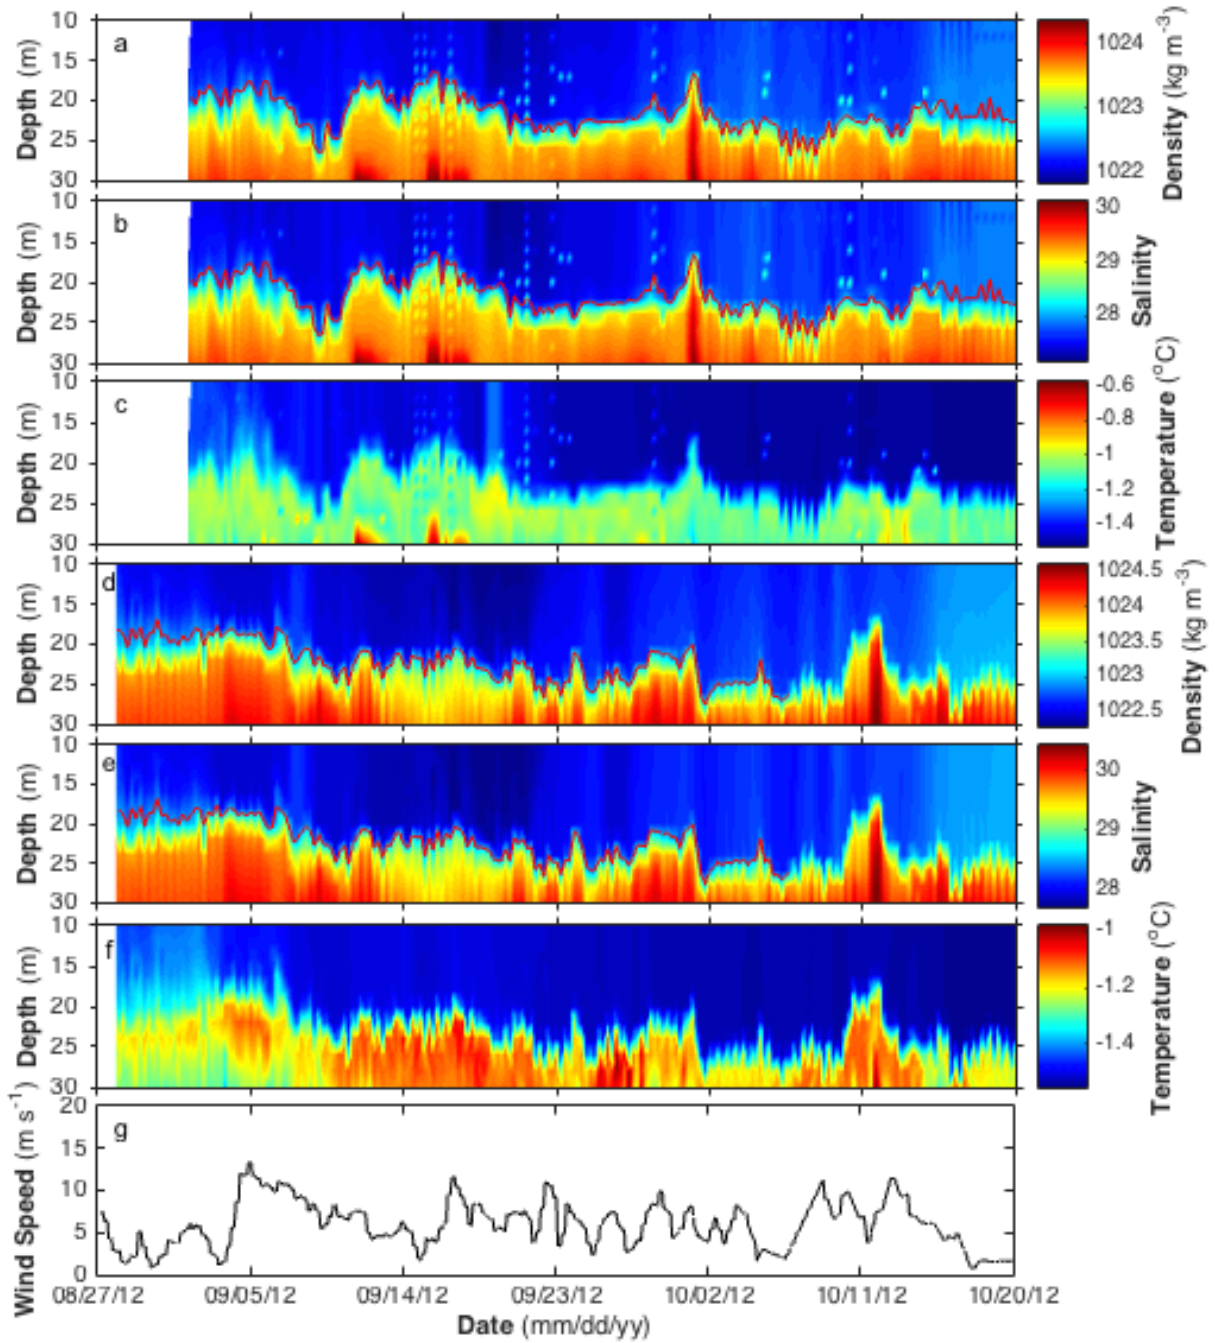 a
10
15
20
25
30
Depth (m)
1024
1023
1022
Density (kg m-3)
b
10
15
20
25
30
Depth (m)
30
29
28
Salinity
c
10
15
20
25
30
Depth (m)
-0.6
-0.8
-1
-1.2
-1.4
Temperature (oC)
d
10
15
20
25
30
Depth (m)
1024.5
1024
1023.5
1023
1022.5
Density (kg m-3)
e
10
15
20
25
30
Depth (m)
30
29
28
Salinity
f
10
15
20
25
30
Depth (m)
-1
-1.2
-1.4
Temperature (oC)
g
20
15
10
5
0
Wind Speed (m s-1)
08/27/12 09/05/12 09/14/12 09/23/12 10/02/12 10/11/12 10/20/12
Date (mm/dd/yy)